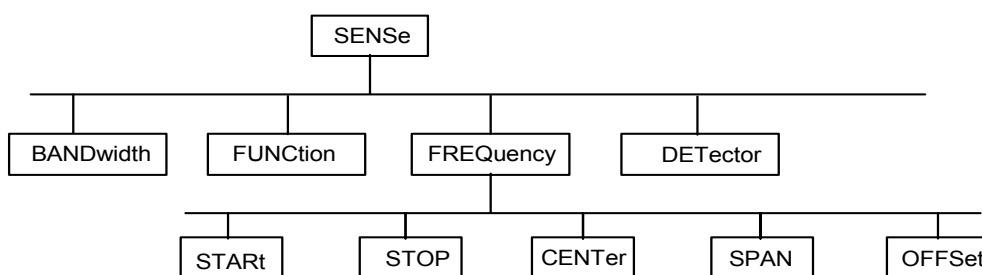 SENSe
BANDwidth FUNCtion FREQuency DETector
STARt STOP CENTer SPAN OFFSet